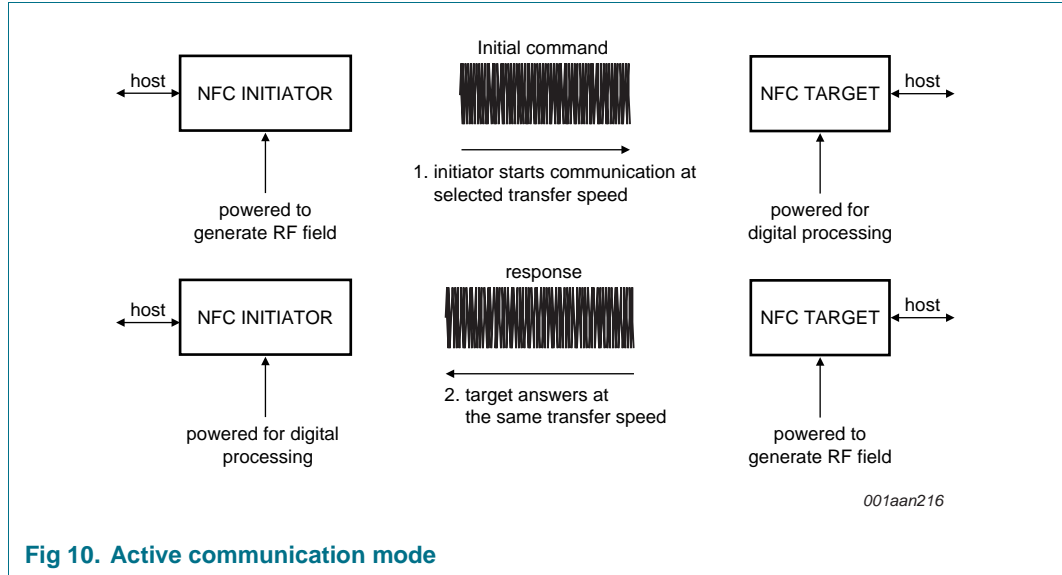 Initial command
host
NFC INITIATOR
NFC TARGET
host
1. initiator starts communication at
selected transfer speed
powered to
generate RF field
powered for
digital processing
response
host
NFC INITIATOR
NFC TARGET
host
2. target answers at
the same transfer speed
powered for digital
processing
powered to
generate RF field
001aan216
Fig 10. Active communication mode